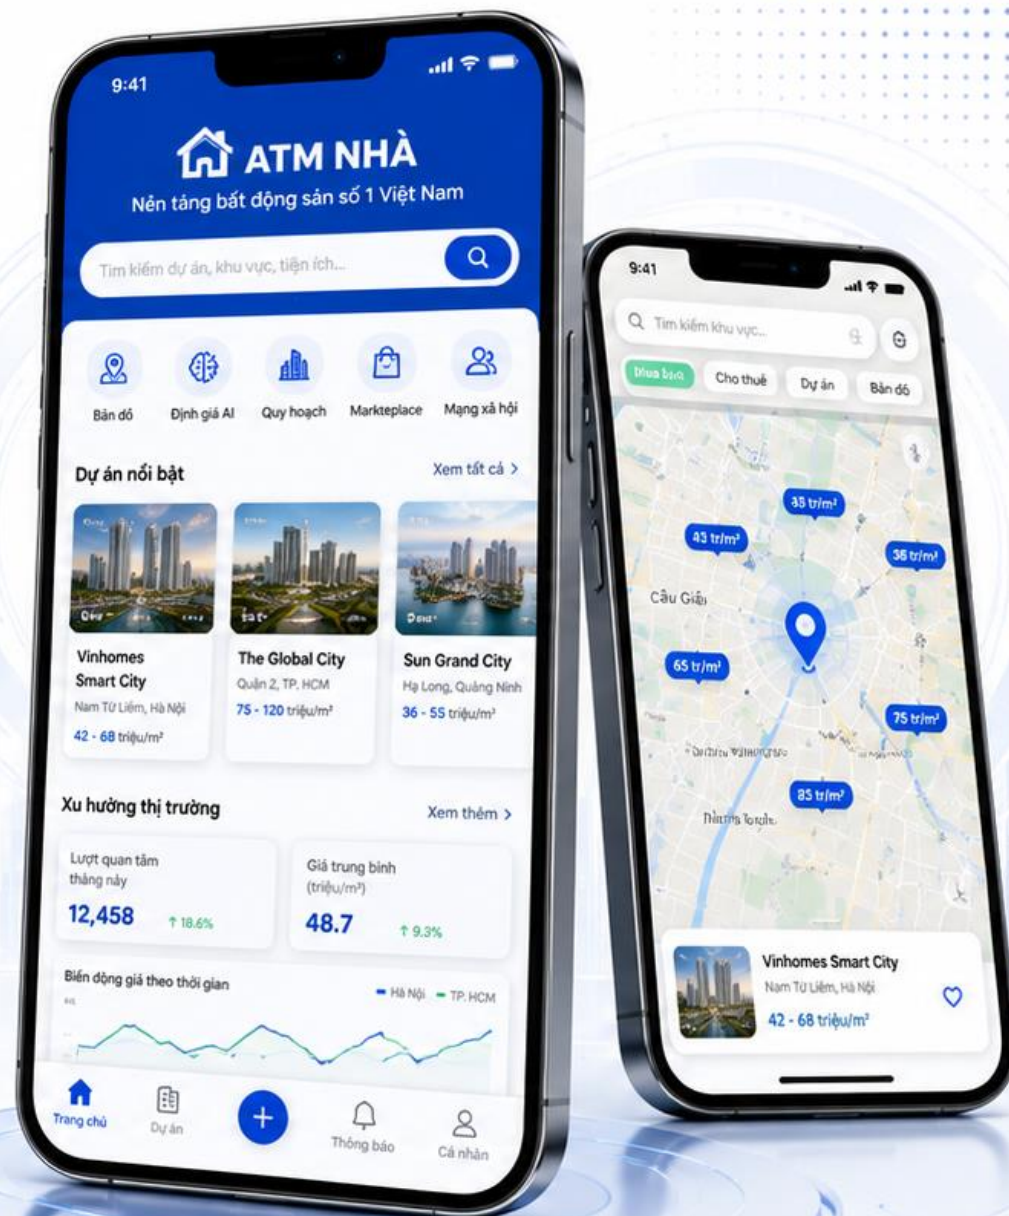 9:41
ATM NHÀ
Nền tảng bất động sản số 1 Việt Nam
Tìm kiếm dự án, khu vực, tiện ích...
Bản đồ
Định giá AI
Quy hoạch
Markteplace
Mạng xã hội
Dự án nổi bật
Xem tất cả >
Vinhomes
Smart City
Nam Từ Liêm, Hà Nội
42 - 68 triệu/m²
The Global City
Quận 2, TP. HCM
75 - 120 triệu/m²
Sun Grand City
Hạ Long, Quảng Ninh
36 - 55 triệu/m²
Xu hướng thị trường
Xem thêm >
Lượt quan tâm
tháng này
12,458
↑ 18.6%
Giá trung bình
(triệu/m²)
48.7
↑ 9.3%
Biến động giá theo thời gian
Hà Nội
TP. HCM
Trang chủ
Dự án
+
Thông báo
Cá nhân
9:41
Tìm kiếm khu vực...
Cho thuê
Dự án
Bản đồ
tr/m²
tr/m²
36 tr/m²
Cầu Giấy
65 tr/m²
75 tr/m²
tr/m²
Vinhomes Smart City
Nam Từ Liêm, Hà Nội
42 - 68 triệu/m²